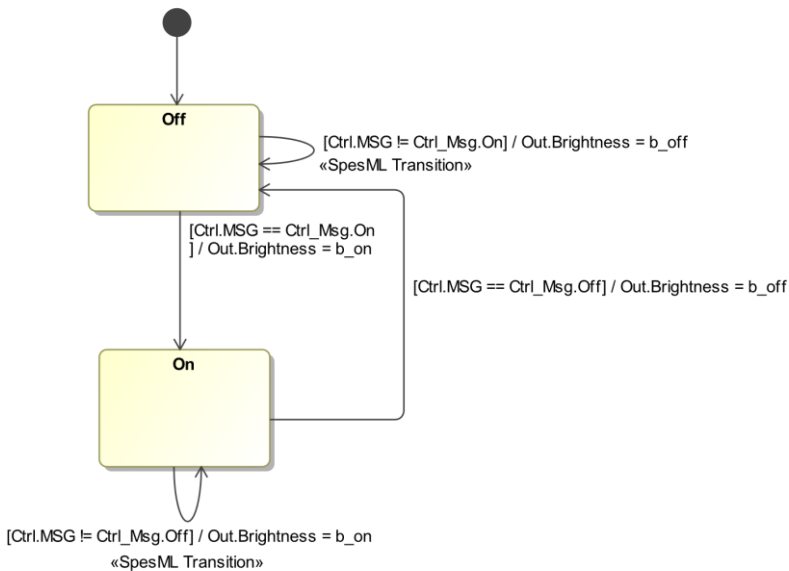 Off
[Ctrl.MSG != Ctrl_Msg.On] / Out.Brightness = b_off
«SpesML Transition»
[Ctrl.MSG == Ctrl_Msg.On
] / Out.Brightness = b_on
[Ctrl.MSG == Ctrl_Msg.Off] / Out.Brightness = b_off
On
[Ctrl.MSG != Ctrl_Msg.Off] / Out.Brightness = b_on
«SpesML Transition»